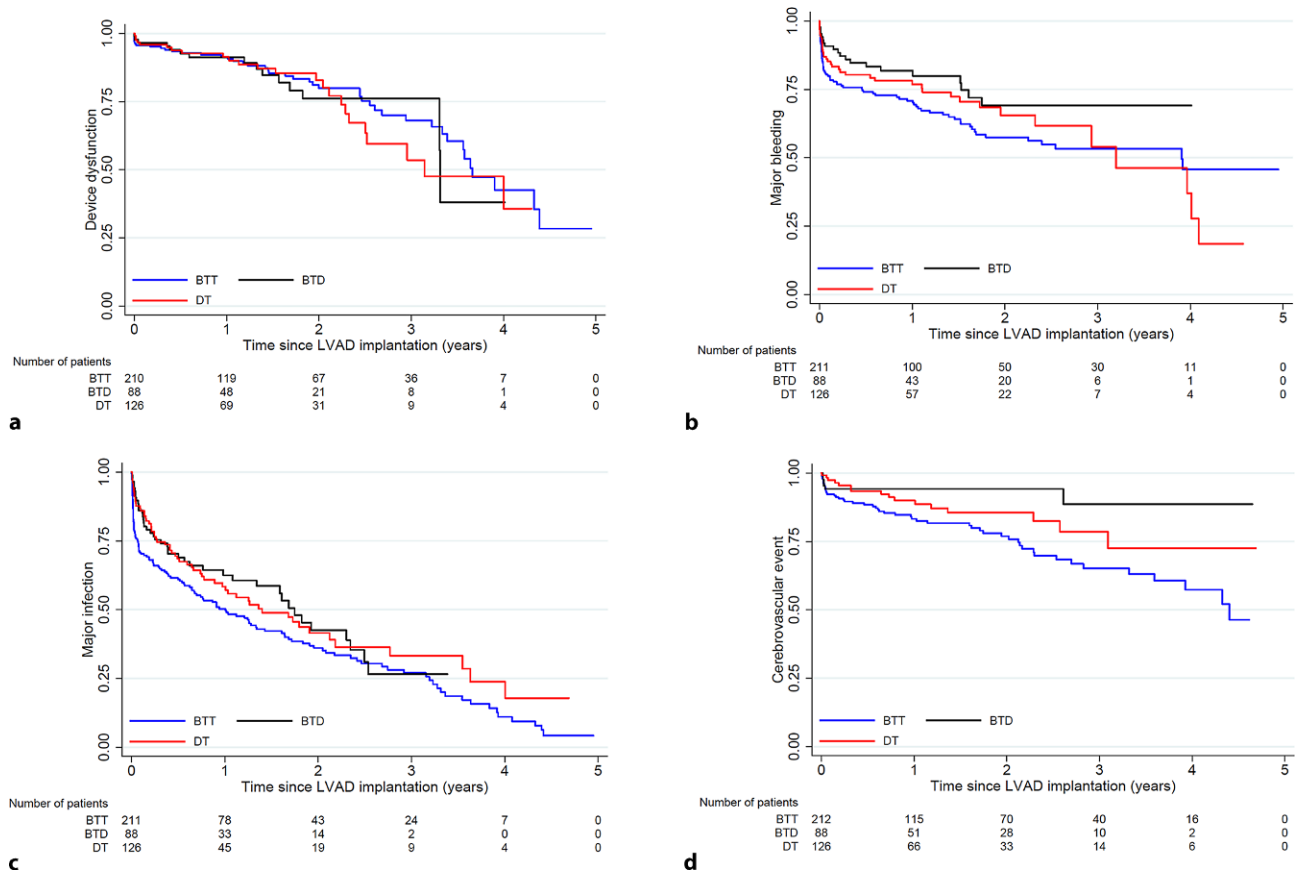 1.00
0.75
0.50
0.25
0.00
Device dysfunction
BTT
BTD
DT
0 1 2 3 4 5
Time since LVAD implantation (years)
Number of patients
BTT 210 119 67 36 7 0
BTD 88 48 21 8 1 0
DT 126 69 31 9 4 0
a
1.00
0.75
0.50
0.25
0.00
Major bleeding
BTT
BTD
DT
0 1 2 3 4 5
Time since LVAD implantation (years)
Number of patients
BTT 211 100 50 30 11 0
BTD 88 43 20 6 1 0
DT 126 57 22 7 4 0
b
1.00
0.75
0.50
0.25
0.00
Major infection
BTT
BTD
DT
0 1 2 3 4 5
Time since LVAD implantation (years)
Number of patients
BTT 211 78 43 24 7 0
BTD 88 33 14 2 0 0
DT 126 45 19 9 4 0
c
1.00
0.75
0.50
0.25
0.00
Cerebrovascular event
BTT
BTD
DT
0 1 2 3 4 5
Time since LVAD implantation (years)
Number of patients
BTT 212 115 70 40 16 0
BTD 88 51 28 10 2 0
DT 126 66 33 14 6 0
d